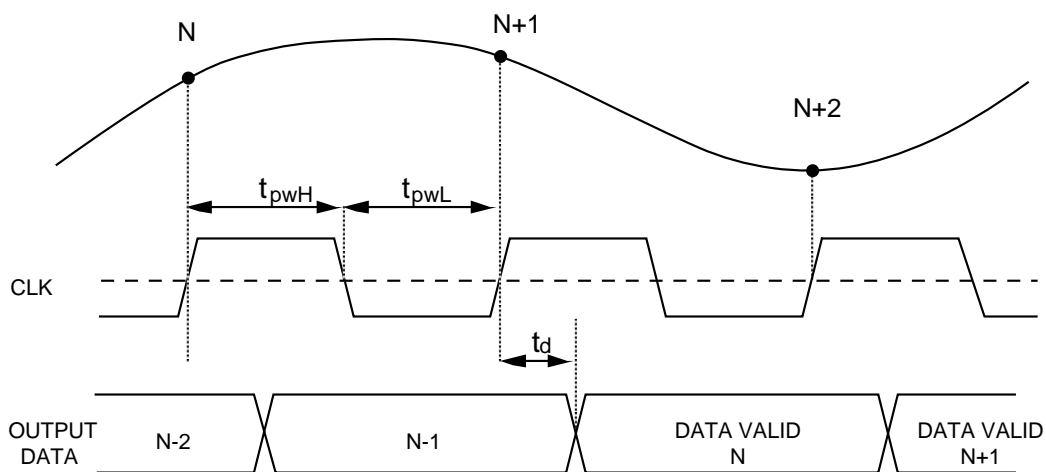 N
N+1
N+2
tpwH
tpwL
CLK
td
OUTPUT
DATA
N-2
N-1
DATA VALID
N
DATA VALID
N+1